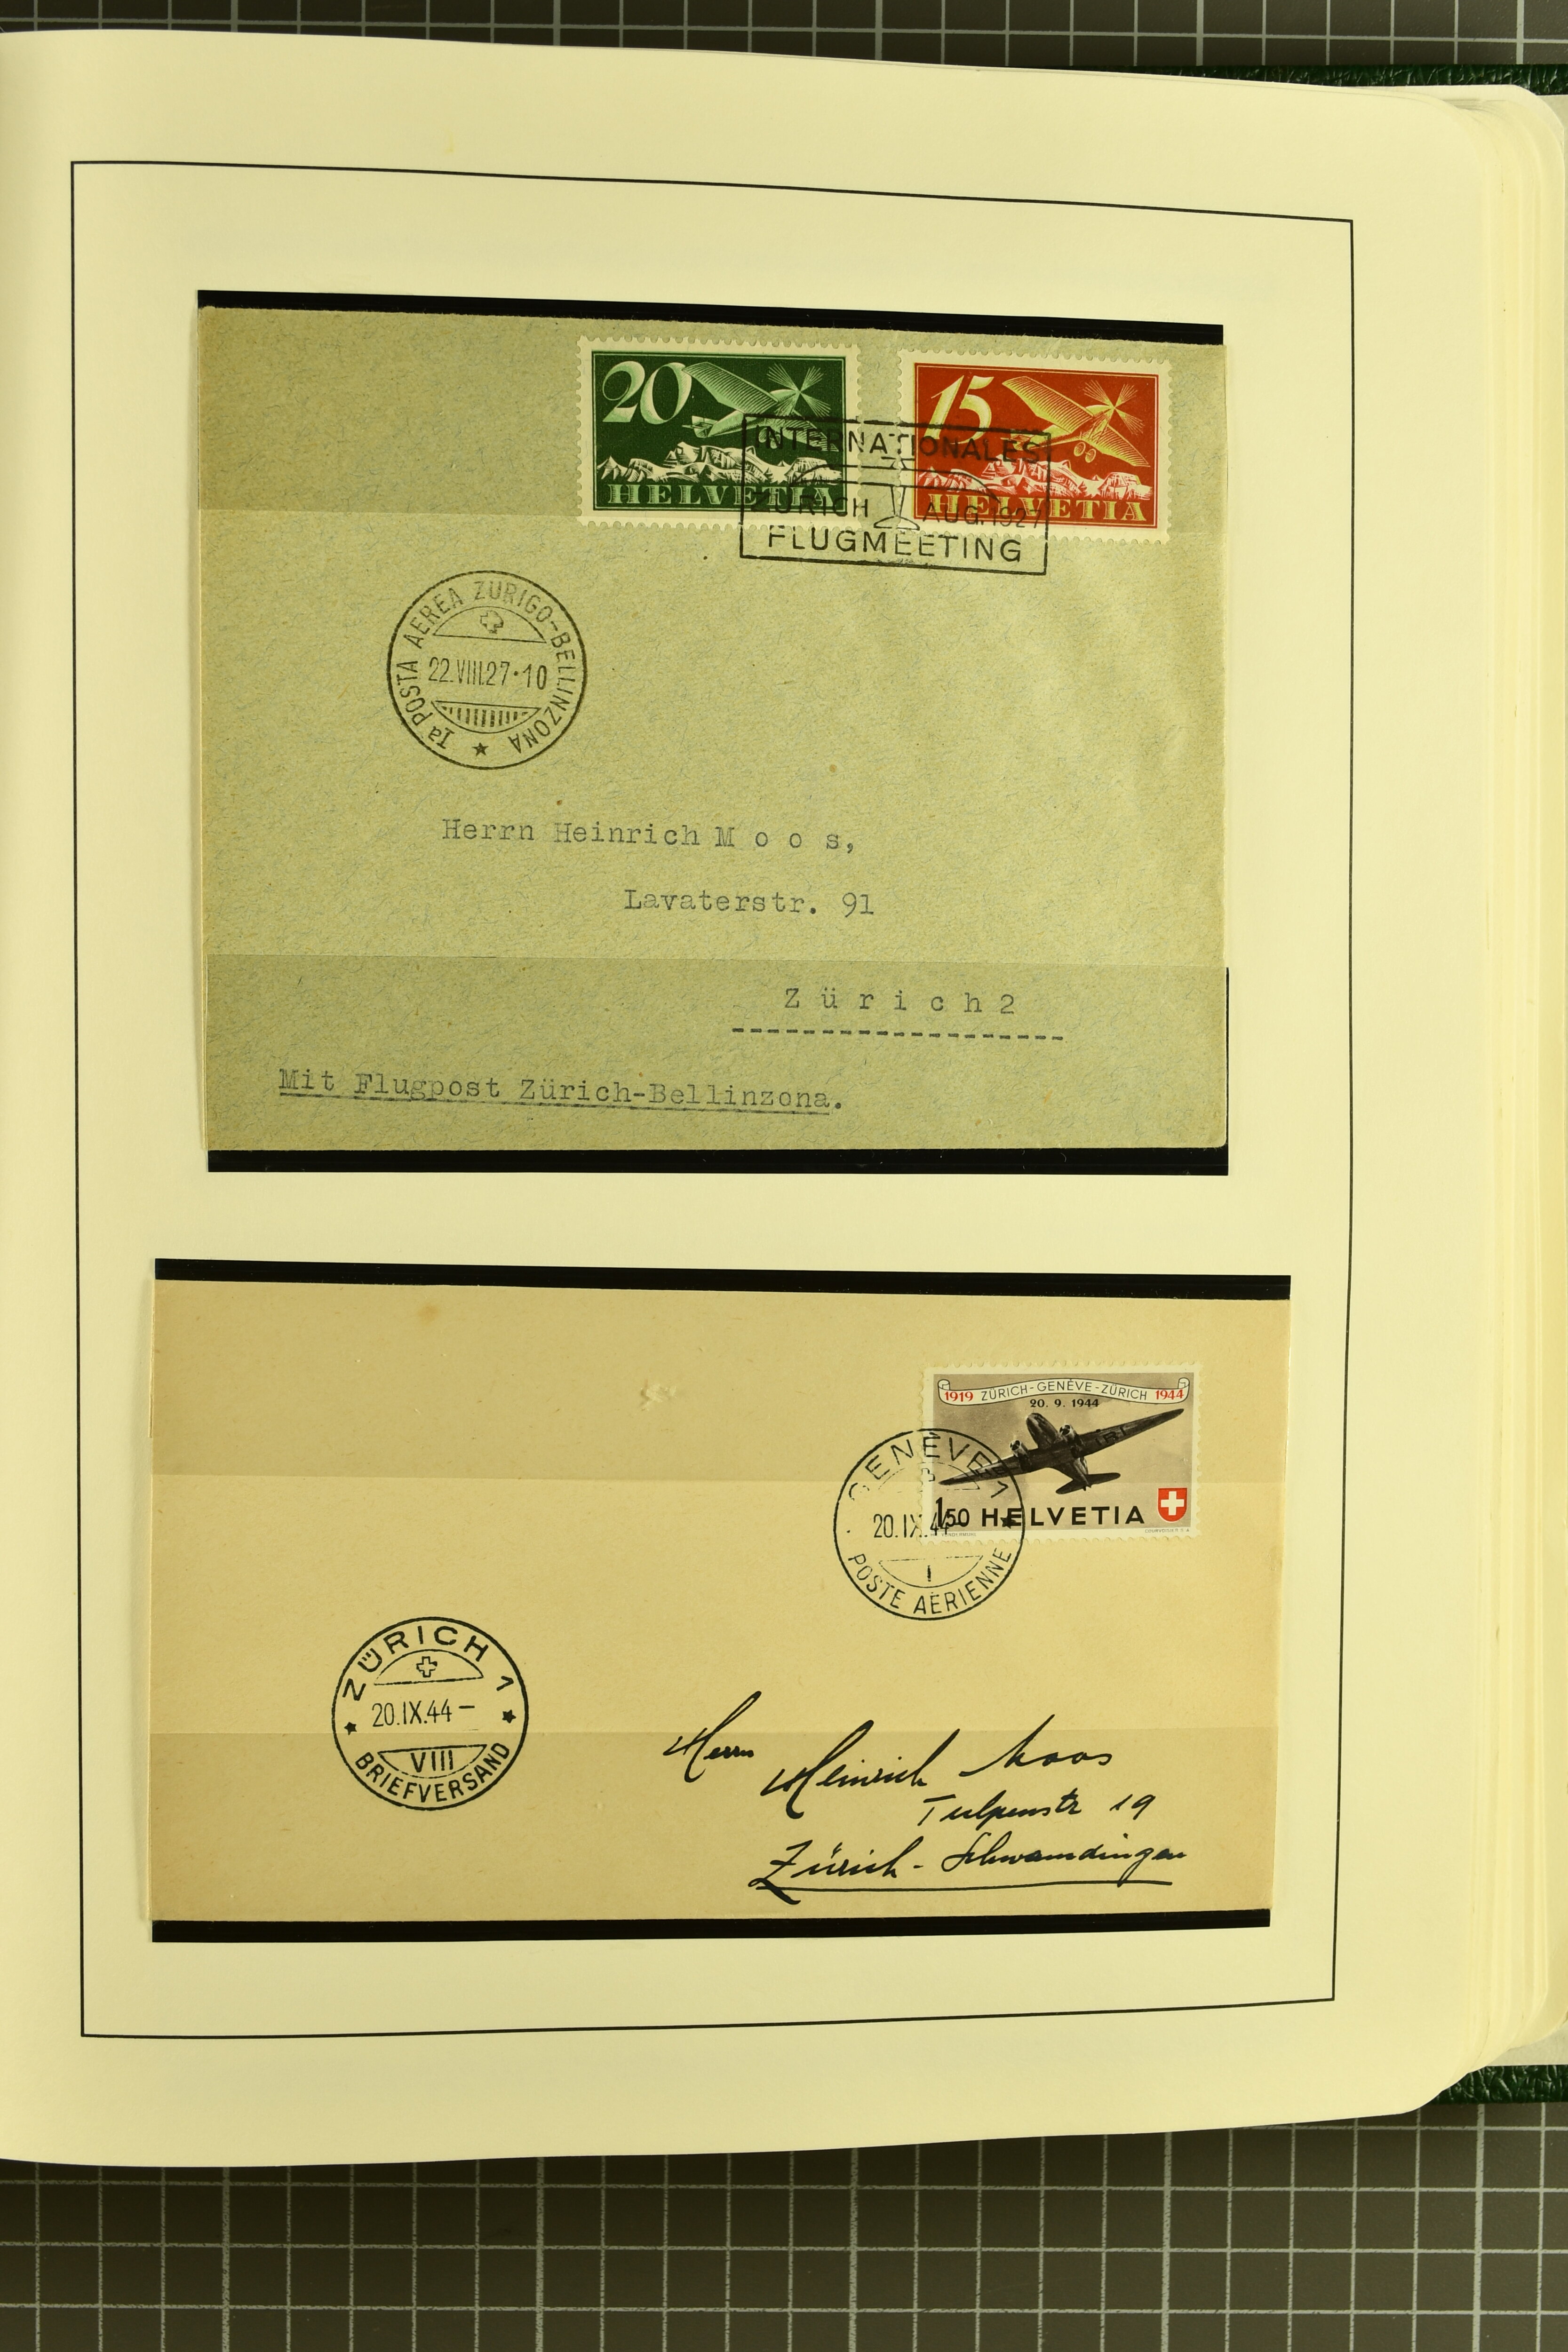 20
HELVETIA
15
HELVETIA
INTERNATIONALES
ZÜRICH AUG. 1927
FLUGMEETING
Ia POSTA AEREA ZURIGO-BELLINZONA
22.VIII.27·10
Herrn Heinrich M o o s,
Lavaterstr. 91
Z ü r i c h 2
Mit Flugpost Zürich-Bellinzona.
1919 ZÜRICH-GENÈVE-ZÜRICH 1944
20. 9. 1944
1,50 HELVETIA
GENÈVE 1
20.IX.44-
POSTE AÉRIENNE
ZÜRICH 1
20.IX.44-
VIII
BRIEFVERSAND
Herrn
Heinrich Moos
Tulpenstr 19
Zürich - Schwamdingen